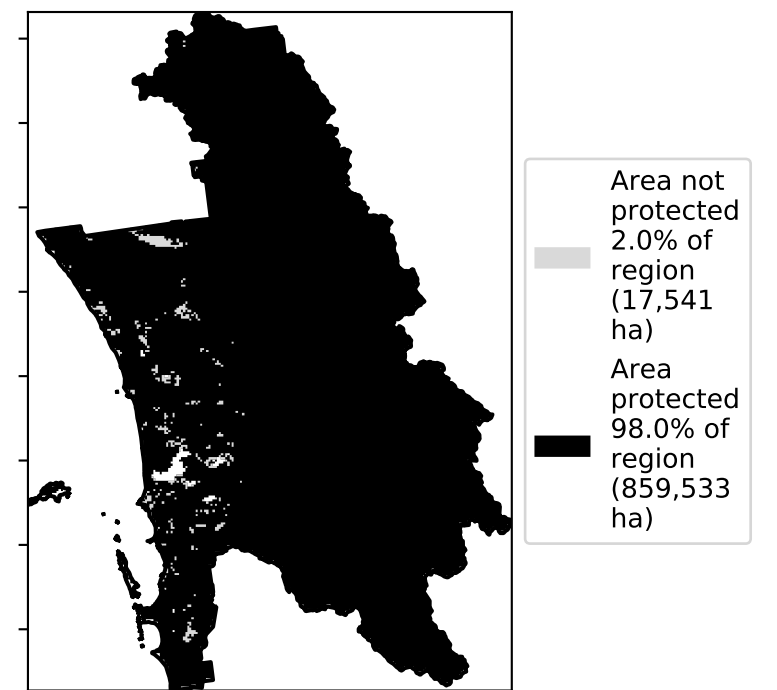 Area not
protected
2.0% of
region
(17,541
ha)
Area
protected
98.0% of
region
(859,533
ha)